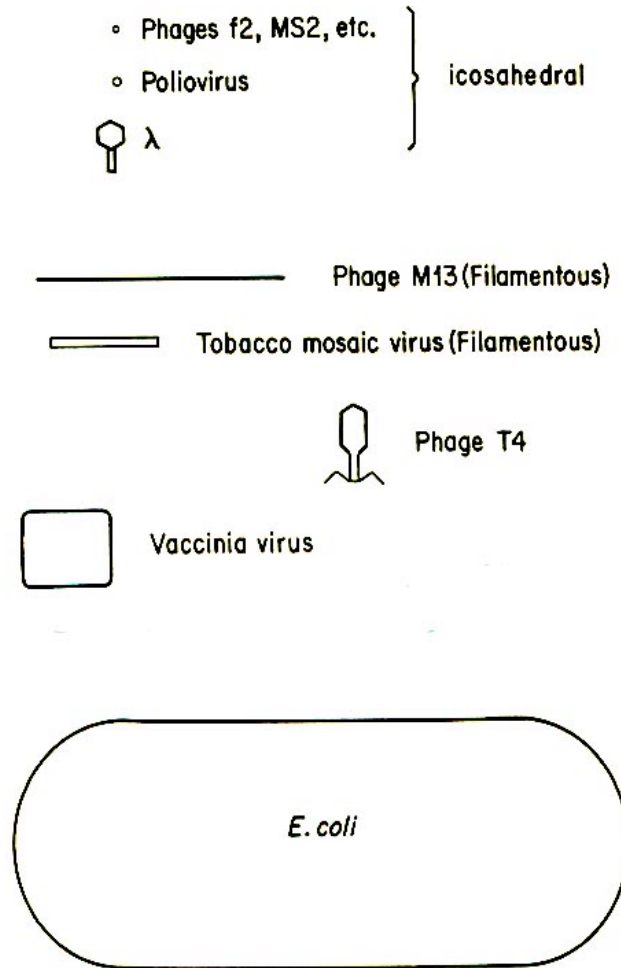 Phages f2, MS2, etc.
Poliovirus
icosahedral
λ
Phage M13 (Filamentous)
Tobacco mosaic virus (Filamentous)
Phage T4
Vaccinia virus
E. coli